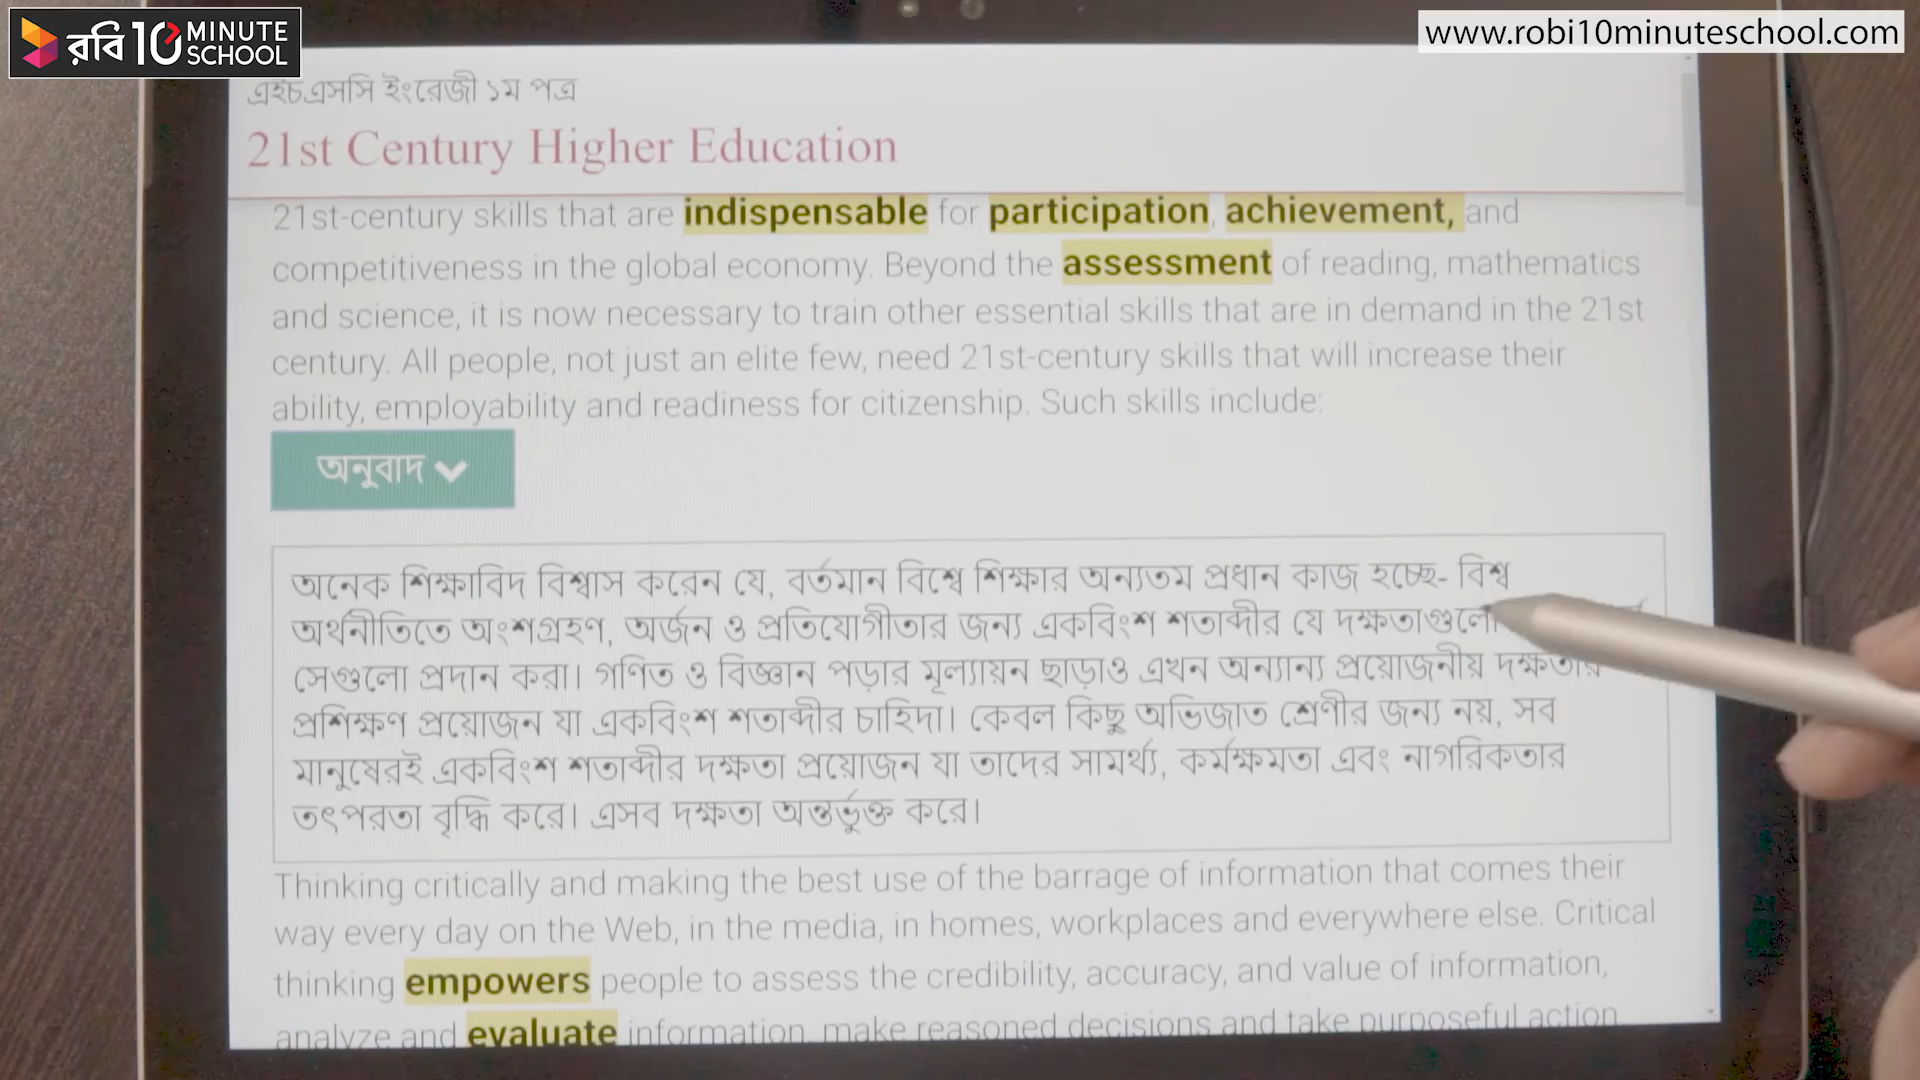 রবি 10 MINUTE SCHOOL
www.robi10minuteschool.com
এইচএসসি ইংরেজী ১ম পত্র
21st Century Higher Education
21st-century skills that are indispensable for participation, achievement, and
competitiveness in the global economy. Beyond the assessment of reading, mathematics
and science, it is now necessary to train other essential skills that are in demand in the 21st
century. All people, not just an elite few, need 21st-century skills that will increase their
ability, employability and readiness for citizenship. Such skills include:
অনুবাদ
অনেক শিক্ষাবিদ বিশ্বাস করেন যে, বর্তমান বিশ্বে শিক্ষার অন্যতম প্রধান কাজ হচ্ছে- বিশ্ব
অর্থনীতিতে অংশগ্রহণ, অর্জন ও প্রতিযোগীতার জন্য একবিংশ শতাব্দীর যে দক্ষতাগুলো
সেগুলো প্রদান করা। গণিত ও বিজ্ঞান পড়ার মূল্যায়ন ছাড়াও এখন অন্যান্য প্রয়োজনীয় দক্ষতার
প্রশিক্ষণ প্রয়োজন যা একবিংশ শতাব্দীর চাহিদা। কেবল কিছু অভিজাত শ্রেণীর জন্য নয়, সব
মানুষেরই একবিংশ শতাব্দীর দক্ষতা প্রয়োজন যা তাদের সামর্থ্য, কর্মক্ষমতা এবং নাগরিকতার
তৎপরতা বৃদ্ধি করে। এসব দক্ষতা অন্তর্ভুক্ত করে।
Thinking critically and making the best use of the barrage of information that comes their
way every day on the Web, in the media, in homes, workplaces and everywhere else. Critical
thinking empowers people to assess the credibility, accuracy, and value of information,
analyze and evaluate information, make reasoned decisions and take purposeful action